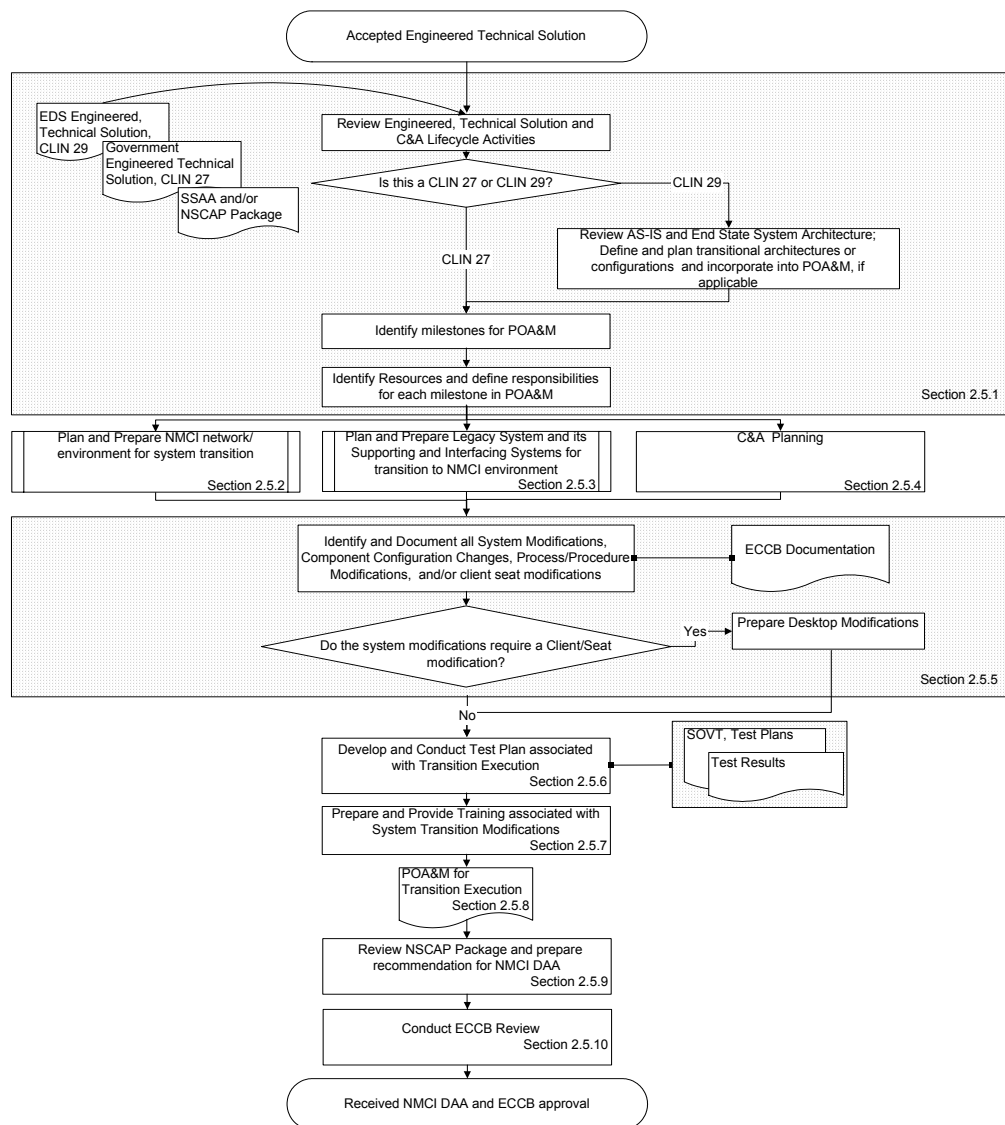 Accepted Engineered Technical Solution
EDS Engineered,
Technical Solution,
CLIN 29
Government
Engineered Technical
Solution, CLIN 27
SSAA and/or
NSCAP Package
Review Engineered, Technical Solution and
C&A Lifecycle Activities
Is this a CLIN 27 or CLIN 29?
CLIN 29
CLIN 27
Review AS-IS and End State System Architecture;
Define and plan transitional architectures or
configurations and incorporate into POA&M, if
applicable
Identify milestones for POA&M
Identify Resources and define responsibilities
for each milestone in POA&M
Section 2.5.1
Plan and Prepare NMCI network/
environment for system transition
Section 2.5.2
Plan and Prepare Legacy System and its
Supporting and Interfacing Systems for
transition to NMCI environment
Section 2.5.3
C&A Planning
Section 2.5.4
Identify and Document all System Modifications,
Component Configuration Changes, Process/Procedure
Modifications, and/or client seat modifications
ECCB Documentation
Do the system modifications require a Client/Seat
modification?
Yes
Prepare Desktop Modifications
Section 2.5.5
No
Develop and Conduct Test Plan associated
with Transition Execution
Section 2.5.6
SOVT, Test Plans
Test Results
Prepare and Provide Training associated with
System Transition Modifications
Section 2.5.7
POA&M for
Transition Execution
Section 2.5.8
Review NSCAP Package and prepare
recommendation for NMCI DAA
Section 2.5.9
Conduct ECCB Review
Section 2.5.10
Received NMCI DAA and ECCB approval